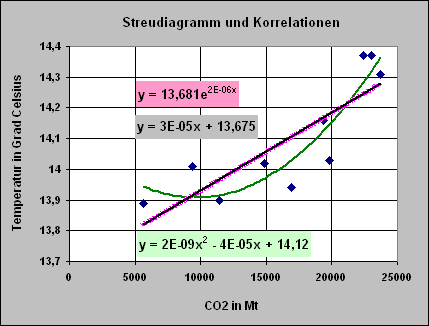 Streudiagramm und Korrelationen
14,4
14,3
14,2
14,1
14
13,9
13,8
13,7
Temperatur in Grad Celsius
y = 13,681e^2E-06x
y = 3E-05x + 13,675
y = 2E-09x² - 4E-05x + 14,12
0 5000 10000 15000 20000 25000
CO2 in Mt